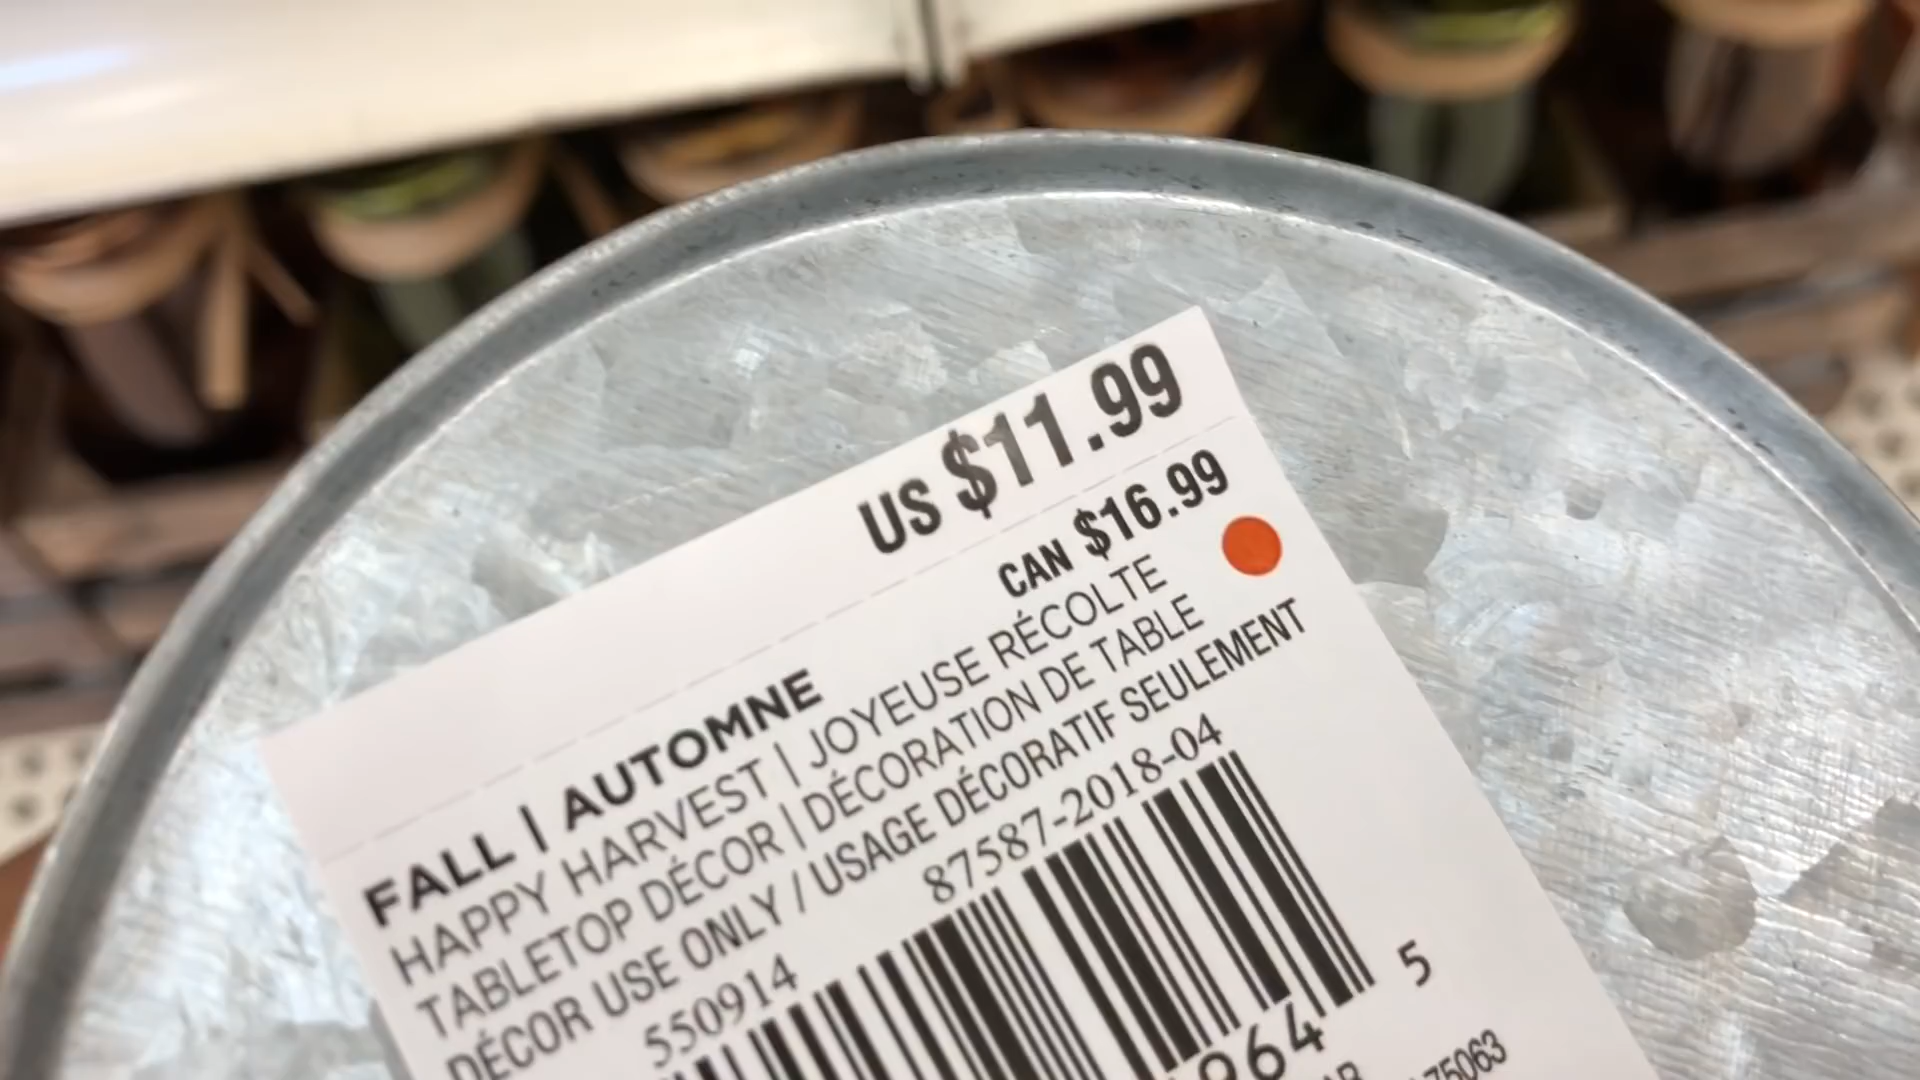 US $11.99
CAN $16.99
FALL | AUTOMNE
HAPPY HARVEST | JOYEUSE RÉCOLTE
TABLETOP DÉCOR | DÉCORATION DE TABLE
DÉCOR USE ONLY / USAGE DÉCORATIF SEULEMENT
550914 87587-2018-04
964 5
75063